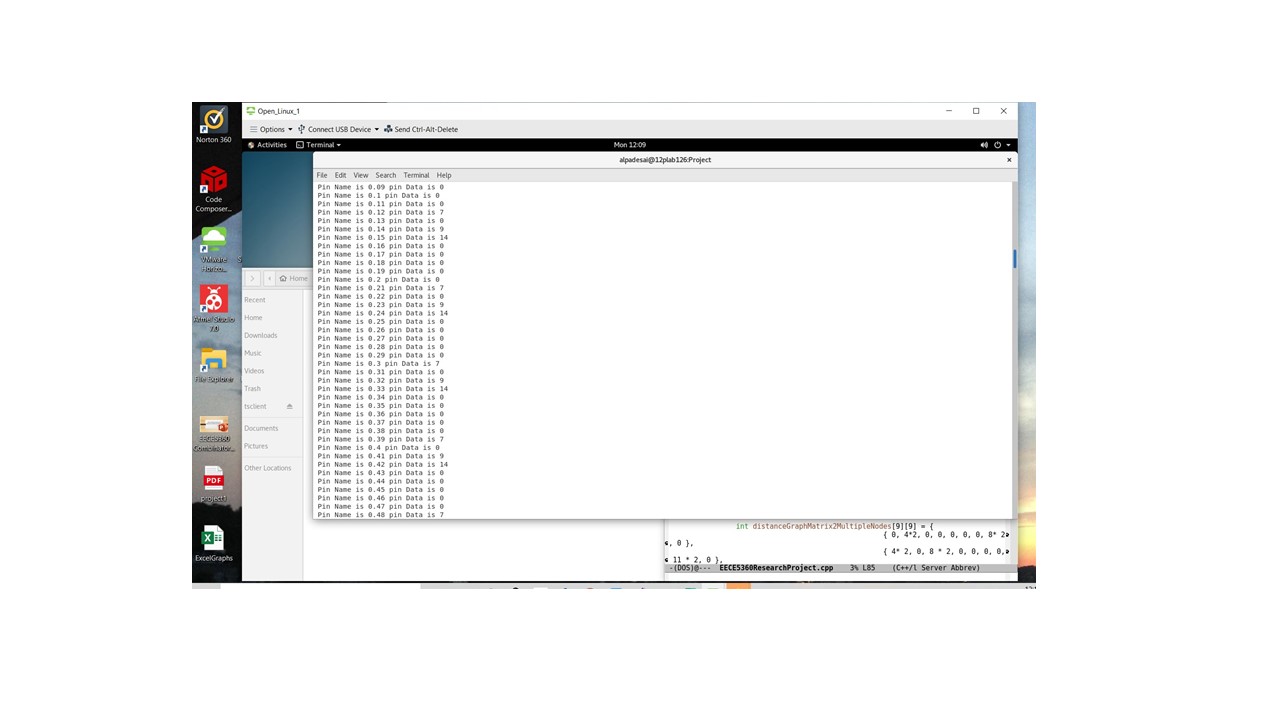 Open_Linux_1
Options Connect USB Device Send Ctrl-Alt-Delete
Activities Terminal Mon 12:09
alpadesai@12plab126:Project
File Edit View Search Terminal Help
Pin Name is 0.09 pin Data is 0
Pin Name is 0.1 pin Data is 0
Pin Name is 0.11 pin Data is 0
Pin Name is 0.12 pin Data is 7
Pin Name is 0.13 pin Data is 0
Pin Name is 0.14 pin Data is 9
Pin Name is 0.15 pin Data is 14
Pin Name is 0.16 pin Data is 0
Pin Name is 0.17 pin Data is 0
Pin Name is 0.18 pin Data is 0
Pin Name is 0.19 pin Data is 0
Pin Name is 0.2 pin Data is 0
Pin Name is 0.21 pin Data is 7
Pin Name is 0.22 pin Data is 0
Pin Name is 0.23 pin Data is 9
Pin Name is 0.24 pin Data is 14
Pin Name is 0.25 pin Data is 0
Pin Name is 0.26 pin Data is 0
Pin Name is 0.27 pin Data is 0
Pin Name is 0.28 pin Data is 0
Pin Name is 0.29 pin Data is 0
Pin Name is 0.3 pin Data is 7
Pin Name is 0.31 pin Data is 0
Pin Name is 0.32 pin Data is 9
Pin Name is 0.33 pin Data is 14
Pin Name is 0.34 pin Data is 0
Pin Name is 0.35 pin Data is 0
Pin Name is 0.36 pin Data is 0
Pin Name is 0.37 pin Data is 0
Pin Name is 0.38 pin Data is 0
Pin Name is 0.39 pin Data is 7
Pin Name is 0.4 pin Data is 0
Pin Name is 0.41 pin Data is 9
Pin Name is 0.42 pin Data is 14
Pin Name is 0.43 pin Data is 0
Pin Name is 0.44 pin Data is 0
Pin Name is 0.45 pin Data is 0
Pin Name is 0.46 pin Data is 0
Pin Name is 0.47 pin Data is 0
Pin Name is 0.48 pin Data is 7
Home
Recent
Home
Downloads
Music
Videos
Trash
tsclient
Documents
Pictures
Other Locations
Norton 360
Code
Composer...
VMware
Horizo...
Atmel Studio
7.0
File Explorer
EECE5360
Combinator...
PDF
project1
ExcelGraphs
int distanceGraphMatrix2MultipleNodes[9][9] = {
{ 0, 4*2, 0, 0, 0, 0, 0, 8* 2
, 0 },
{ 4* 2, 0, 8 * 2, 0, 0, 0, 0,
11 * 2, 0 },
-(DOS)@--- EECE5360ResearchProject.cpp 3% L85 (C++/l Server Abbrev)